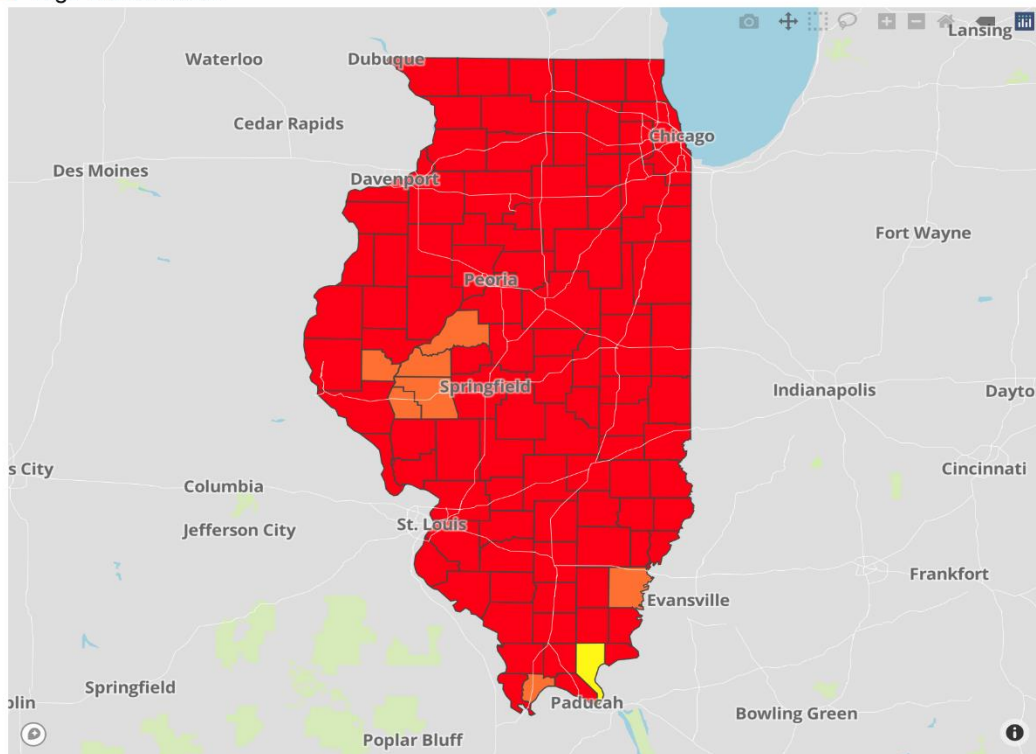 Lansing
Waterloo
Dubuque
Cedar Rapids
Chicago
Des Moines
Davenport
Fort Wayne
Peoria
Springfield
Indianapolis
Dayto
s City
Cincinnati
Columbia
St. Louis
Jefferson City
Frankfort
Evansville
Springfield
plin
Paducah
Bowling Green
Poplar Bluff